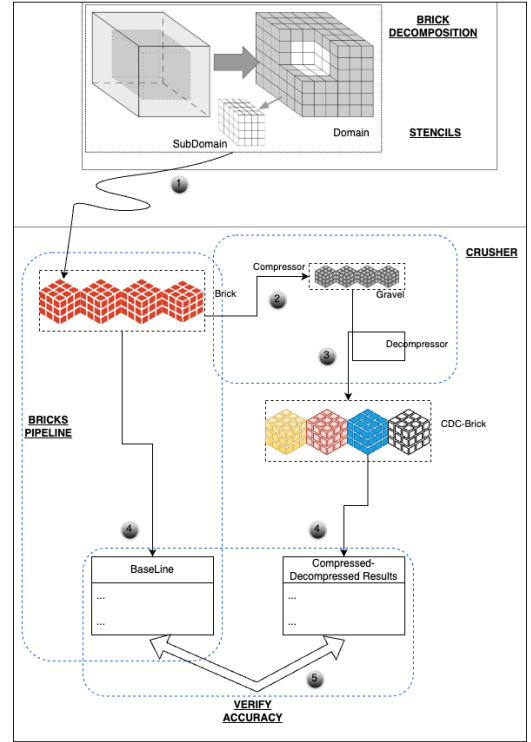 BRICK
DECOMPOSITION
SubDomain
Domain
STENCILS
1
CRUSHER
Compressor
Brick
2
Gravel
3
Decompressor
BRICKS
PIPELINE
CDC-Brick
4
4
BaseLine
Compressed-
Decompressed Results
...
...
...
...
5
VERIFY
ACCURACY